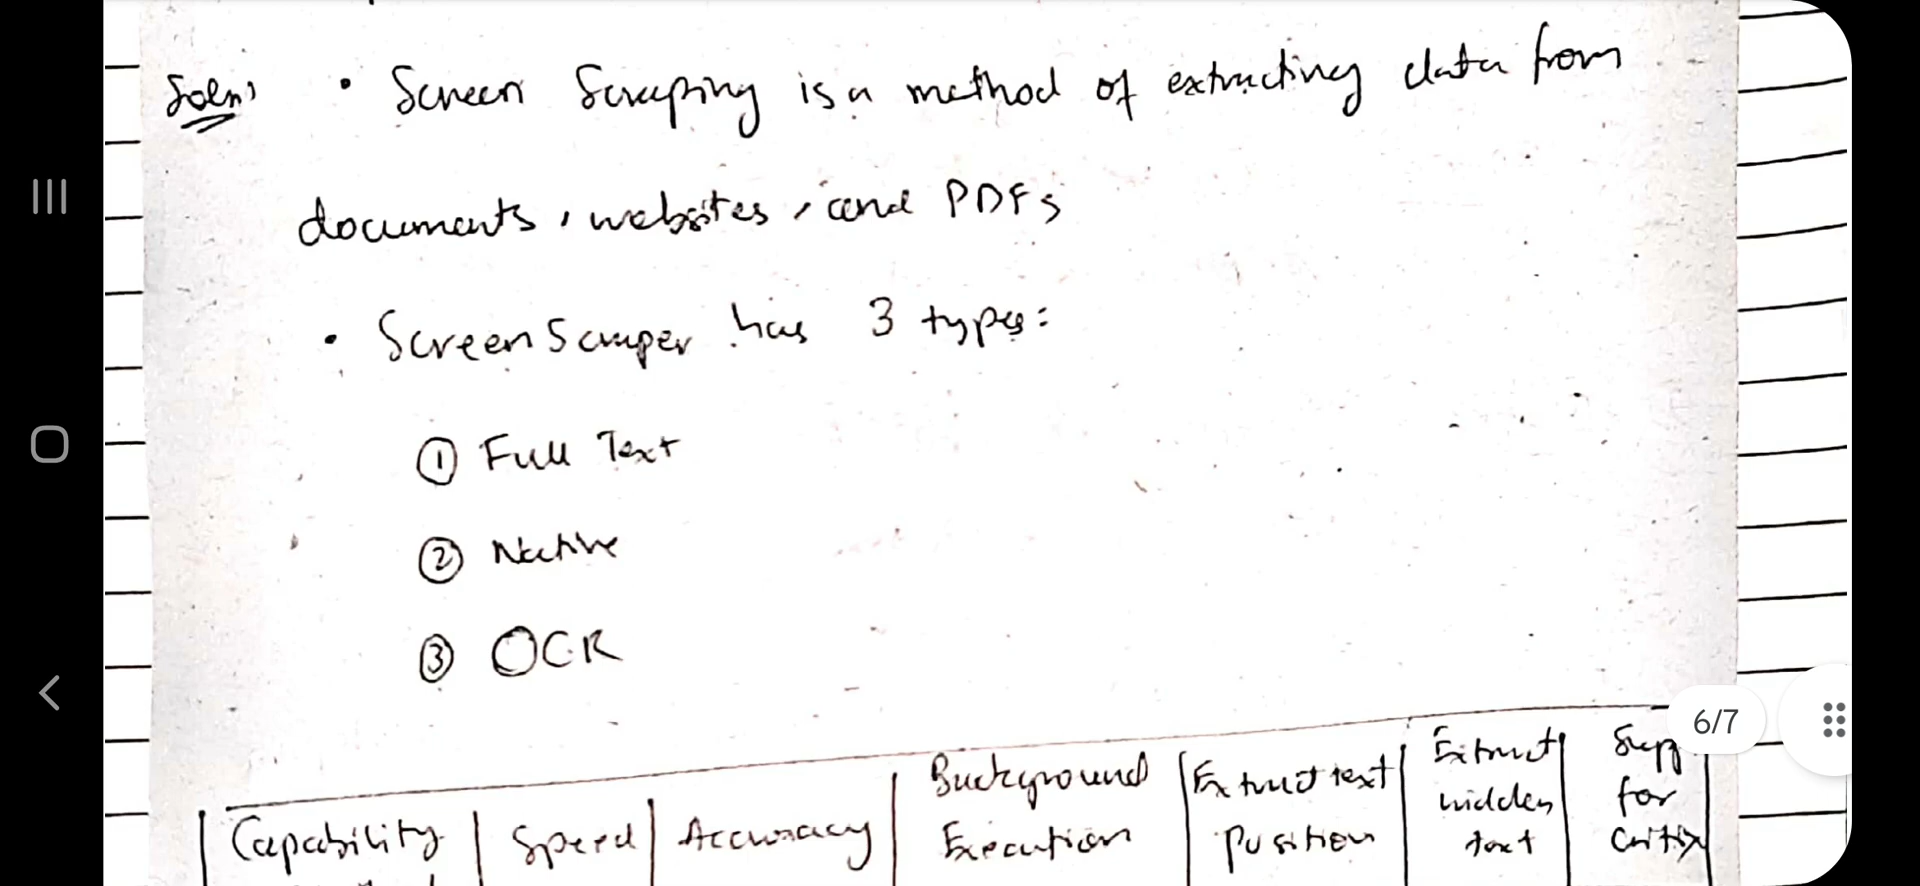 Soln:
• Screen Scraping is a method of extracting data from
documents, websites, and PDFs
• Screen Scraper has 3 types:
① Full Text
② Native
③ OCR
6/7
Capability | Speed | Accuracy | Background Execution | Extract text Position | Extract hidden text | Supp for Critix